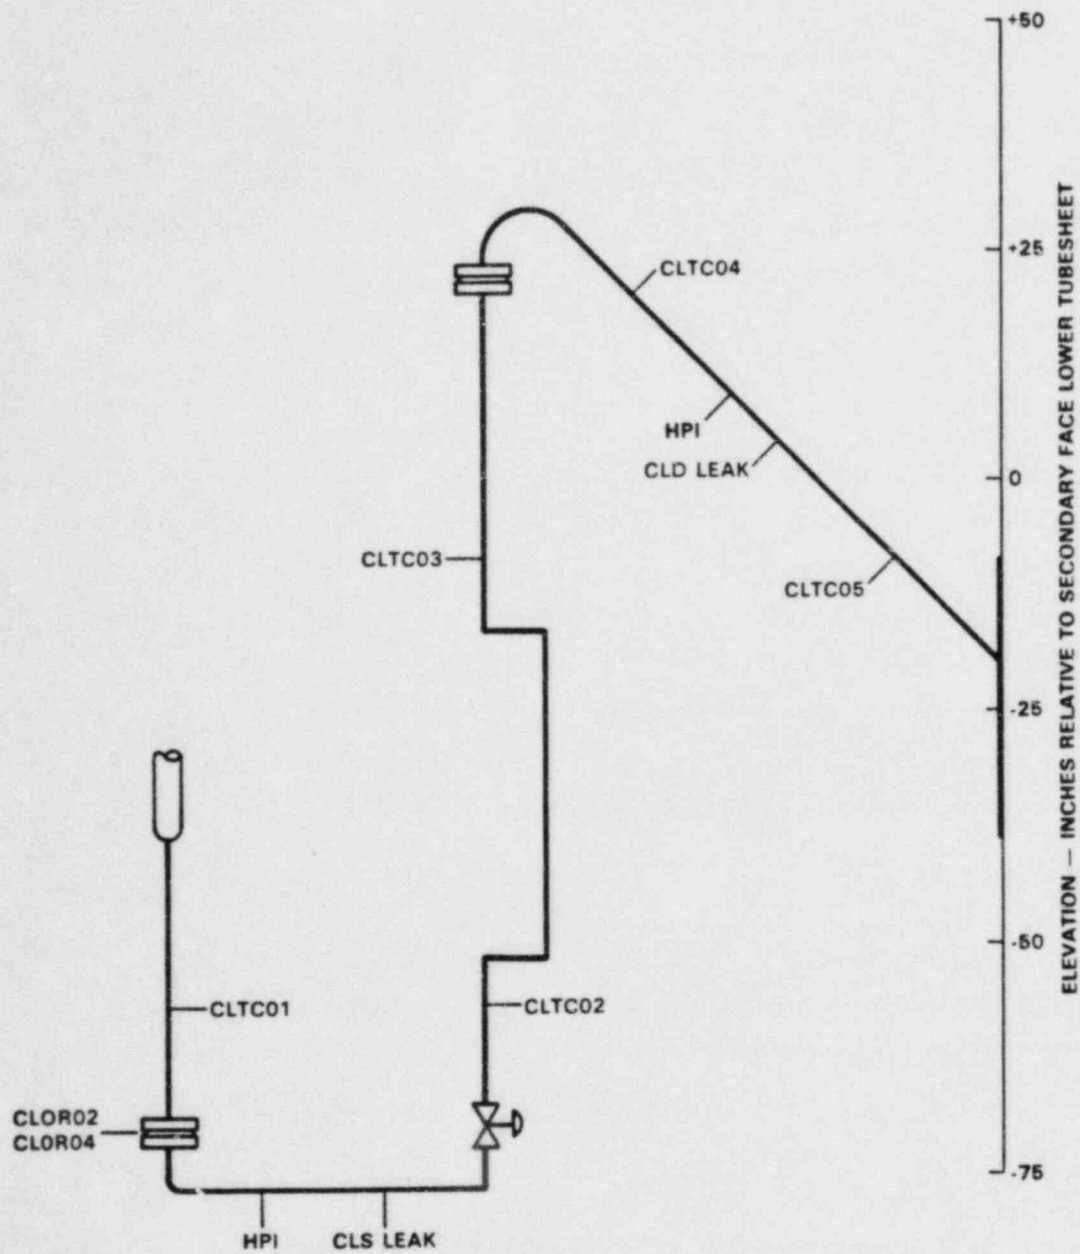 +50
+25
CLTC04
HPI
CLD LEAK
0
CLTC03
CLTC05
-25
-50
CLTC01
CLTC02
CLOR02
CLOR04
-75
HPI
CLS LEAK
ELEVATION — INCHES RELATIVE TO SECONDARY FACE LOWER TUBESHEET